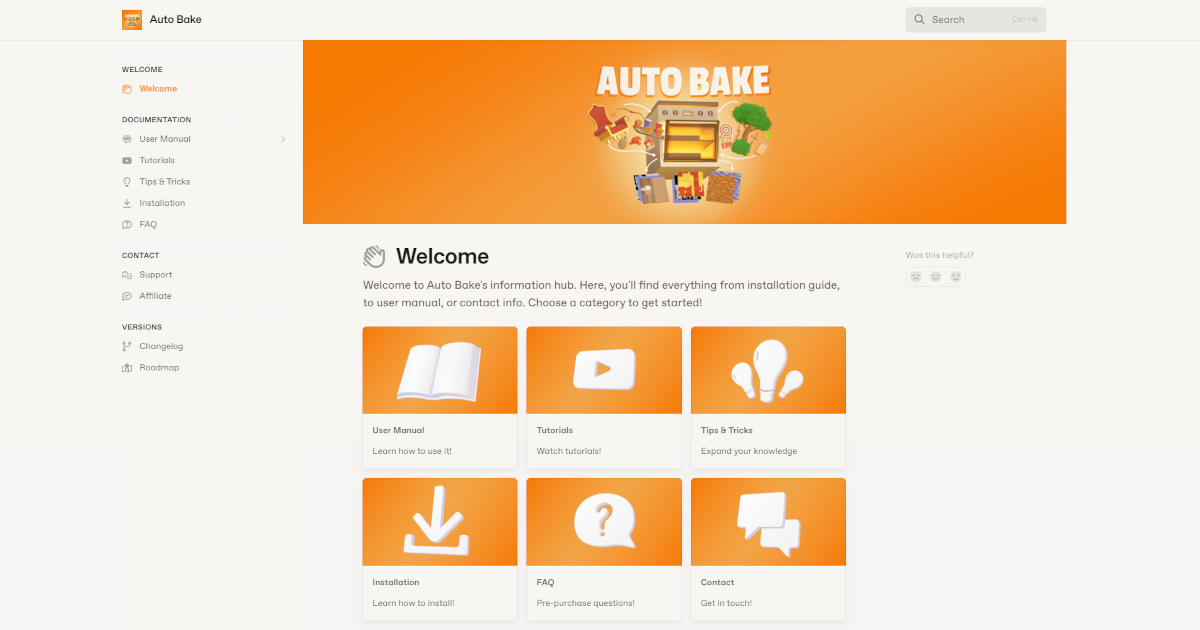 Auto Bake
Search
Ctrl + K
WELCOME
Welcome
DOCUMENTATION
User Manual
Tutorials
Tips & Tricks
Installation
FAQ
CONTACT
Support
Affiliate
VERSIONS
Changelog
Roadmap
AUTO BAKE
Welcome
Welcome to Auto Bake's information hub. Here, you'll find everything from installation guide,
to user manual, or contact info. Choose a category to get started!
Was this helpful?
User Manual
Learn how to use it!
Tutorials
Watch tutorials!
Tips & Tricks
Expand your knowledge
Installation
Learn how to install!
FAQ
Pre-purchase questions!
Contact
Get in touch!